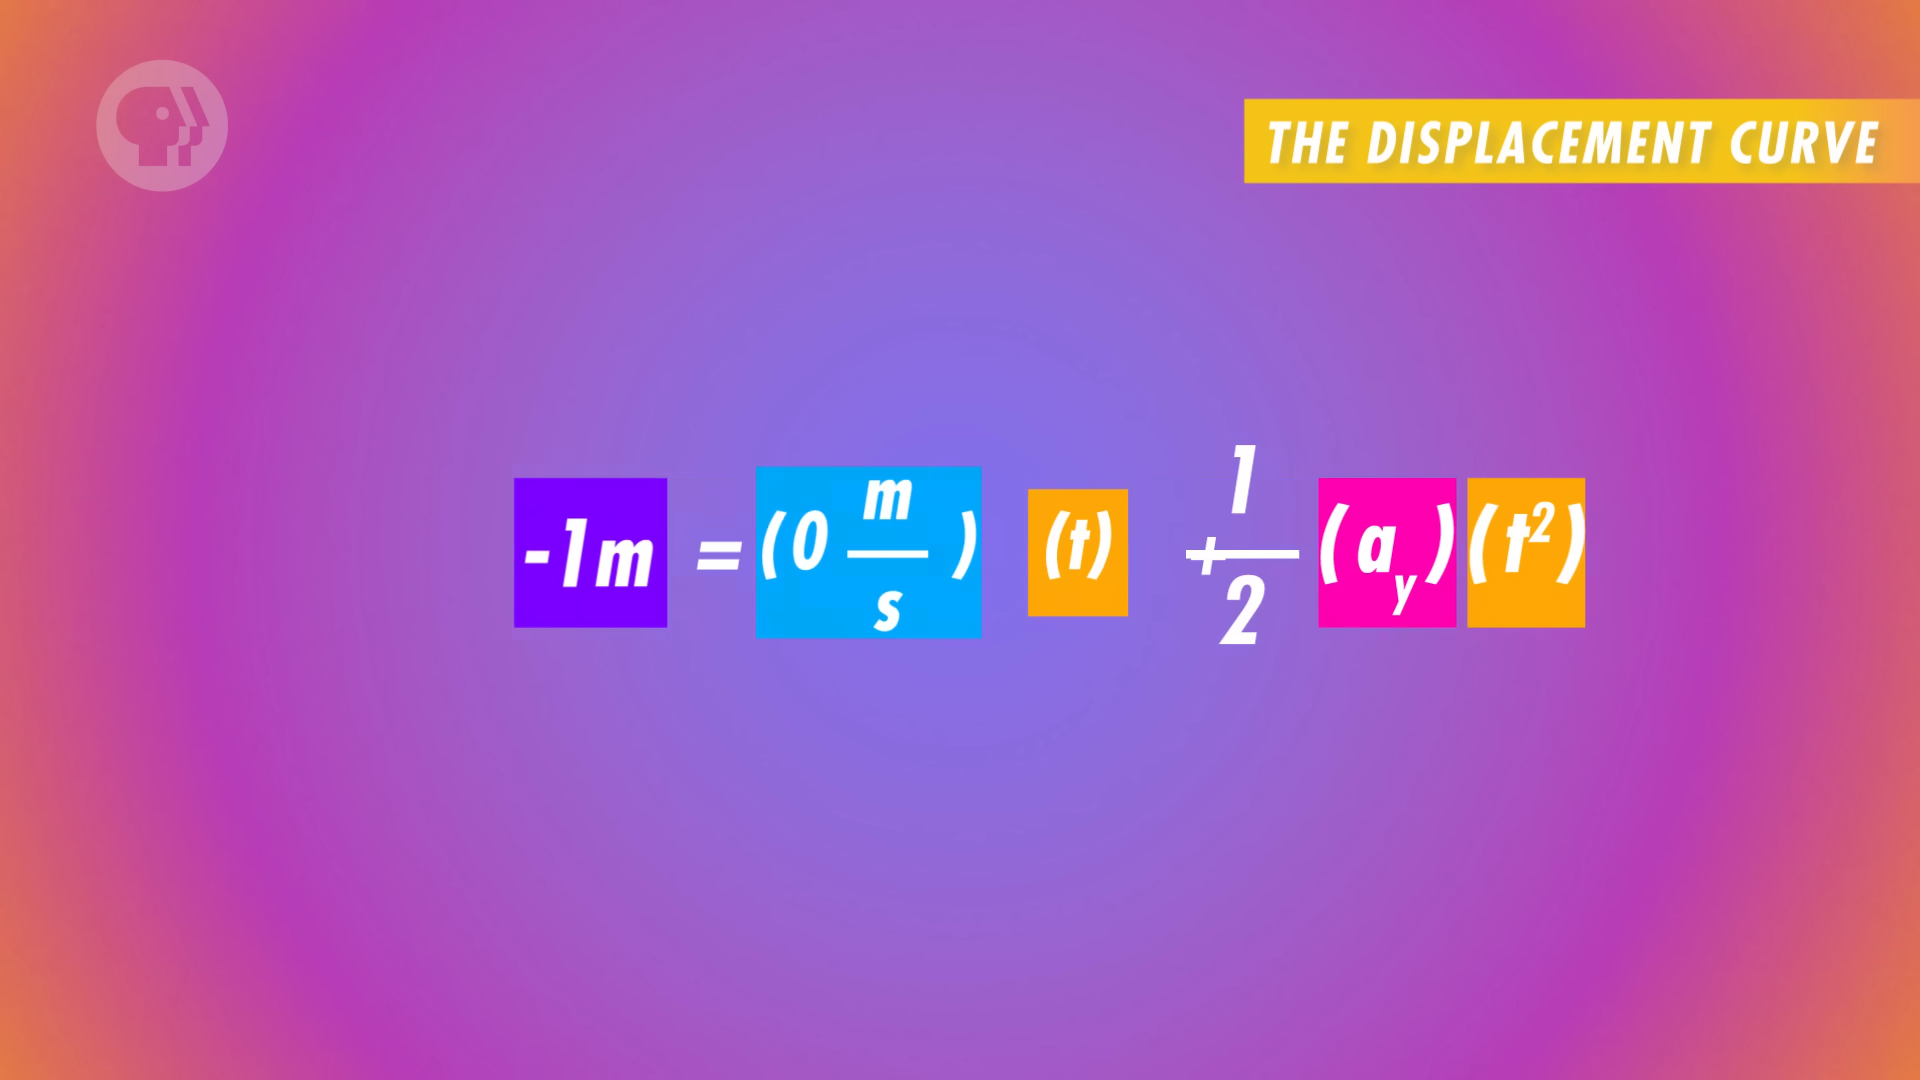 THE DISPLACEMENT CURVE
-1m = (0 m/s) (t) + 1/2 (a_y) (t²)